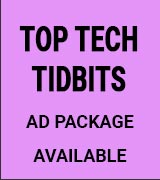 TOP TECH
TIDBITS
AD PACKAGE
AVAILABLE